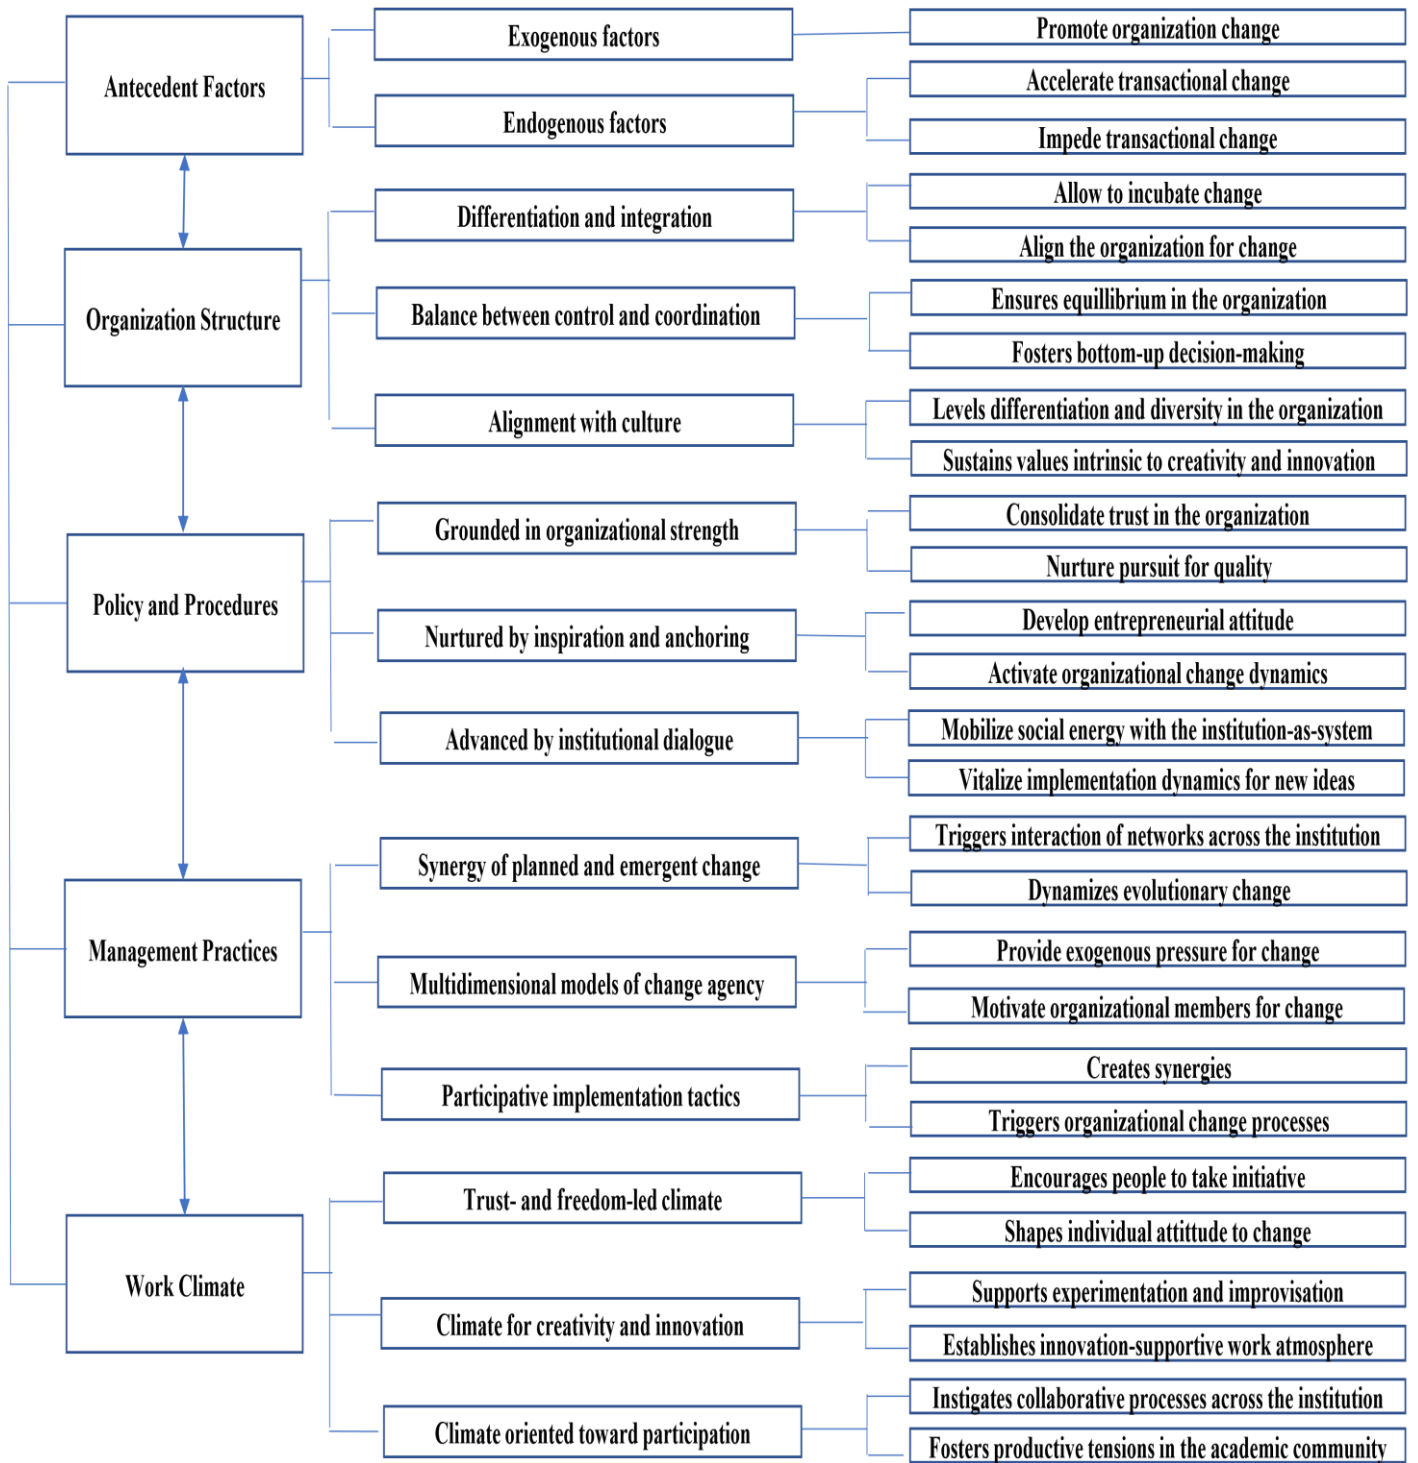 Antecedent Factors
Exogenous factors
Promote organization change
Endogenous factors
Accelerate transactional change
Impede transactional change
Organization Structure
Differentiation and integration
Allow to incubate change
Align the organization for change
Balance between control and coordination
Ensures equillibrium in the organization
Fosters bottom-up decision-making
Alignment with culture
Levels differentiation and diversity in the organization
Sustains values intrinsic to creativity and innovation
Policy and Procedures
Grounded in organizational strength
Consolidate trust in the organization
Nurture pursuit for quality
Nurtured by inspiration and anchoring
Develop entrepreneurial attitude
Activate organizational change dynamics
Advanced by institutional dialogue
Mobilize social energy with the institution-as-system
Vitalize implementation dynamics for new ideas
Management Practices
Synergy of planned and emergent change
Triggers interaction of networks across the institution
Dynamizes evolutionary change
Multidimensional models of change agency
Provide exogenous pressure for change
Motivate organizational members for change
Participative implementation tactics
Creates synergies
Triggers organizational change processes
Work Climate
Trust- and freedom-led climate
Encourages people to take initiative
Shapes individual attittude to change
Climate for creativity and innovation
Supports experimentation and improvisation
Establishes innovation-supportive work atmosphere
Climate oriented toward participation
Instigates collaborative processes across the institution
Fosters productive tensions in the academic community